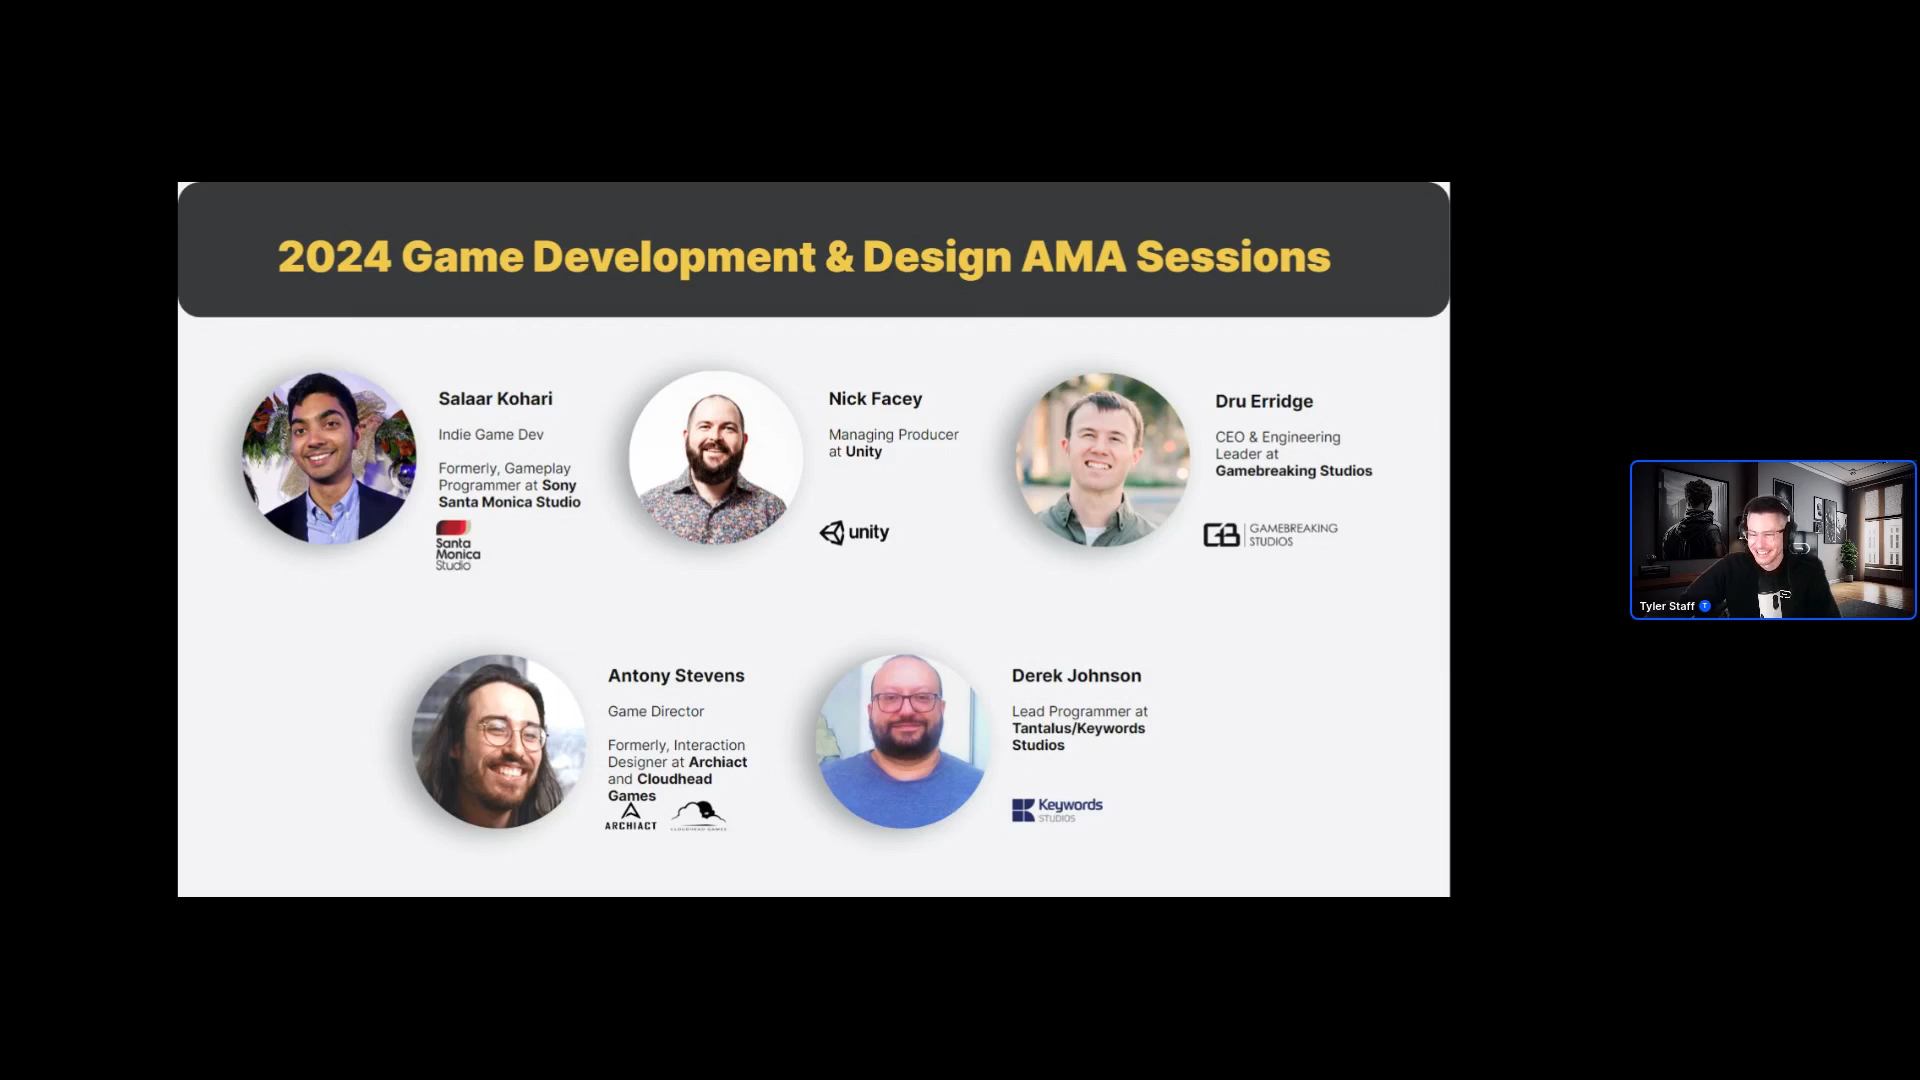 2024 Game Development & Design AMA Sessions
Salaar Kohari
Indie Game Dev
Formerly, Gameplay
Programmer at Sony
Santa Monica Studio
Santa
Monica
Studio
Nick Facey
Managing Producer
at Unity
unity
Dru Erridge
CEO & Engineering
Leader at
Gamebreaking Studios
GB
GAMEBREAKING
STUDIOS
Tyler Staff T
Antony Stevens
Game Director
Formerly, Interaction
Designer at Archiact
and Cloudhead
Games
ARCHIACT
CLOUDHEAD GAMES
Derek Johnson
Lead Programmer at
Tantalus/Keywords
Studios
Keywords
STUDIOS